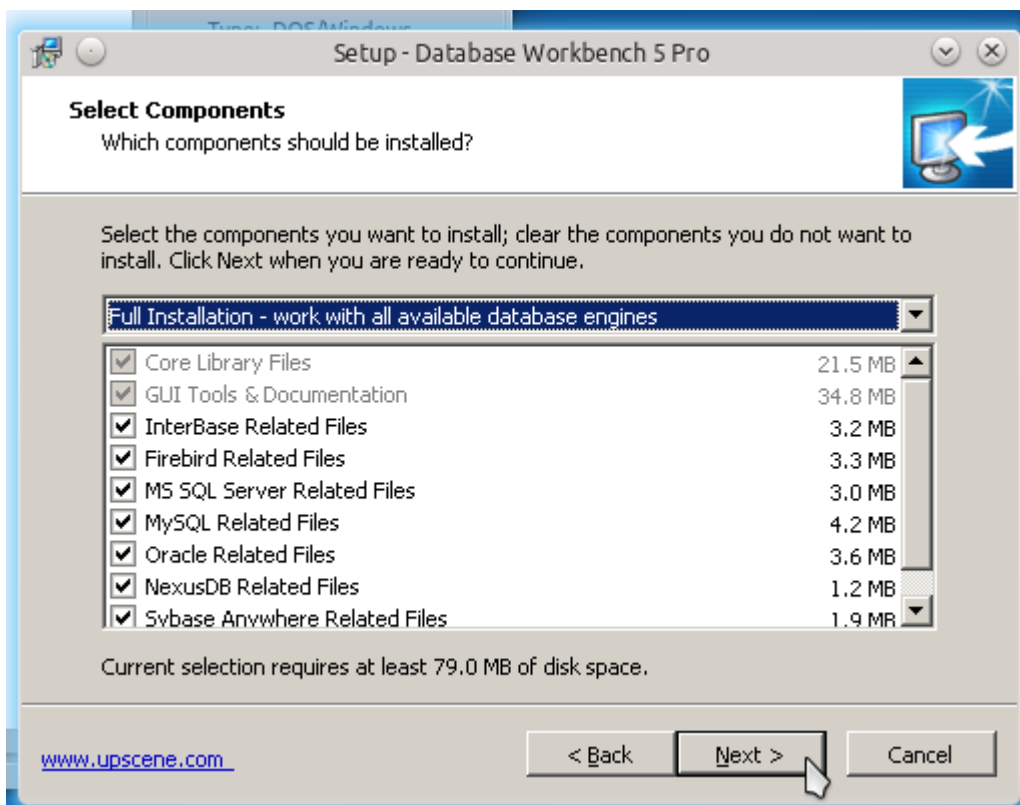 Type: DOS/Windows
Setup - Database Workbench 5 Pro
Select Components
Which components should be installed?
Select the components you want to install; clear the components you do not want to
install. Click Next when you are ready to continue.
Full Installation - work with all available database engines
Core Library Files 21.5 MB
GUI Tools & Documentation 34.8 MB
InterBase Related Files 3.2 MB
Firebird Related Files 3.3 MB
MS SQL Server Related Files 3.0 MB
MySQL Related Files 4.2 MB
Oracle Related Files 3.6 MB
NexusDB Related Files 1.2 MB
Sybase Anywhere Related Files 1.9 MB
Current selection requires at least 79.0 MB of disk space.
www.upscene.com < Back Next > Cancel